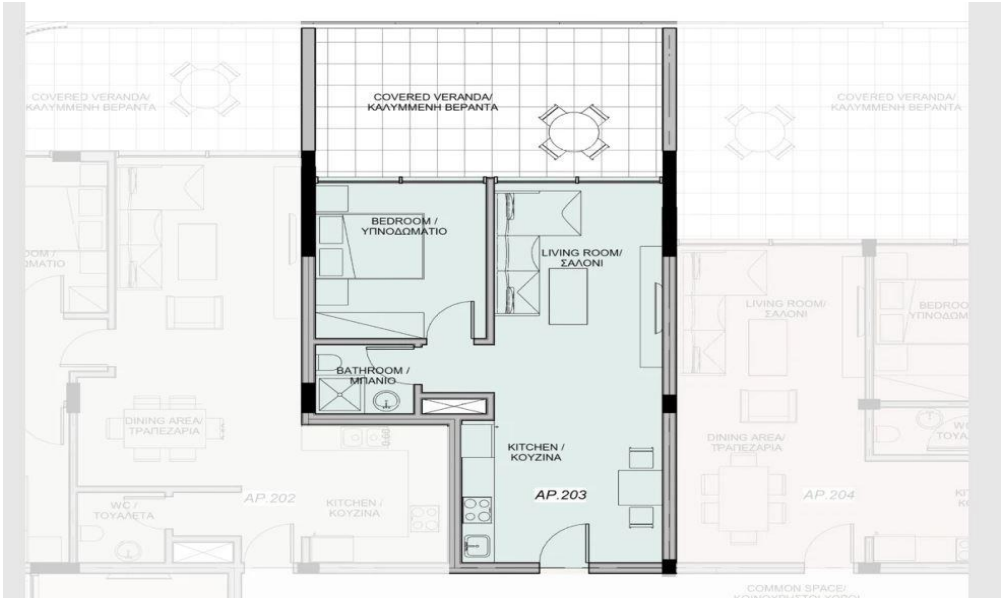 COVERED VERANDA/
ΚΑΛΥΜΜΕΝΗ ΒΕΡΑΝΤΑ
COVERED VERANDA/
ΚΑΛΥΜΜΕΝΗ ΒΕΡΑΝΤΑ
COVERED VERANDA/
ΚΑΛΥΜΜΕΝΗ ΒΕΡΑΝΤΑ
BEDROOM /
ΥΠΝΟΔΩΜΑΤΙΟ
LIVING ROOM/
ΣΑΛΟΝΙ
LIVING ROOM/
ΣΑΛΟΝΙ
BATHROOM /
ΜΠΑΝΙΟ
DINING AREA/
ΤΡΑΠΕΖΑΡΙΑ
0.60
KITCHEN /
ΚΟΥΖΙΝΑ
DINING AREA/
ΤΡΑΠΕΖΑΡΙΑ
AP.202
AP.203
AP.204
WC /
ΤΟΥΑΛΕΤΑ
KITCHEN /
ΚΟΥΖΙΝΑ
COMMON SPACE/